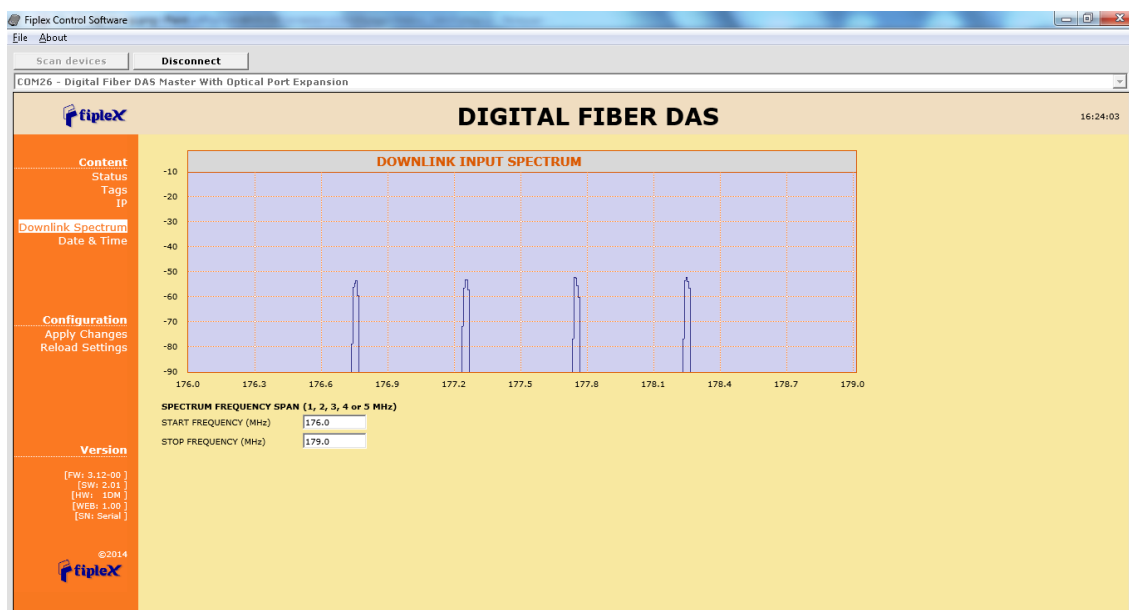 Fiplex Control Software
File About
Scan devices Disconnect
COM26 - Digital Fiber DAS Master With Optical Port Expansion
fipleX DIGITAL FIBER DAS 16:24:03
Content
Status
Tags
IP
Downlink Spectrum
Date & Time
Configuration
Apply Changes
Reload Settings
Version
[FW: 3.12-00 ]
[SW: 2.01 ]
[HW: 1DM ]
[WEB: 1.00 ]
[SN: Serial ]
©2014
fipleX
DOWNLINK INPUT SPECTRUM
-10
-20
-30
-40
-50
-60
-70
-80
-90
176.0 176.3 176.6 176.9 177.2 177.5 177.8 178.1 178.4 178.7 179.0
SPECTRUM FREQUENCY SPAN (1, 2, 3, 4 or 5 MHz)
START FREQUENCY (MHz) 176.0
STOP FREQUENCY (MHz) 179.0